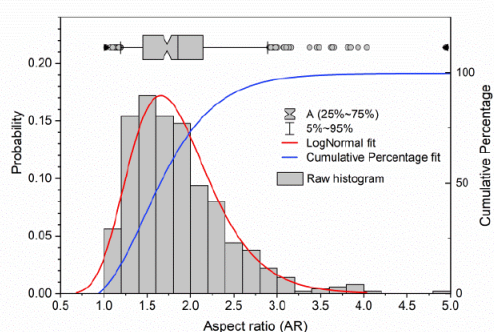 0.20
0.15
0.10
0.05
0.00
Probability
100
50
0
Cumulative Percentage
A (25%~75%)
5%~95%
LogNormal fit
Cumulative Percentage fit
Raw histogram
0.5 1.0 1.5 2.0 2.5 3.0 3.5 4.0 4.5 5.0
Aspect ratio (AR)